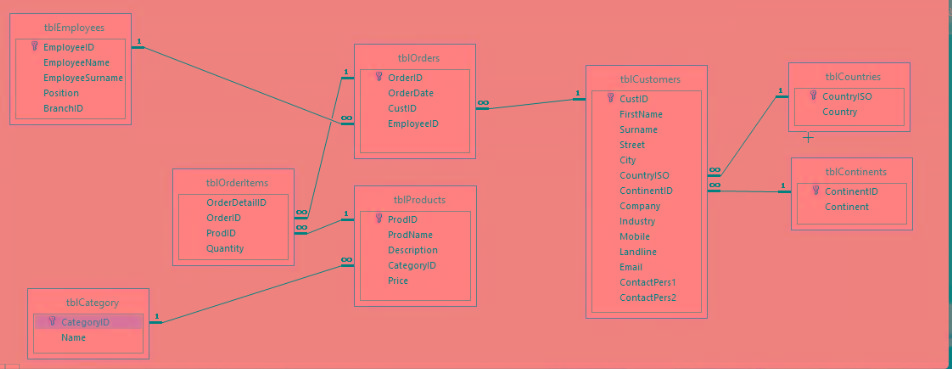 tblEmployees
EmployeeID
EmployeeName
EmployeeSurname
Position
BranchID
1
tblOrders
OrderID
OrderDate
CustID
EmployeeID
1
∞
∞
tblOrderItems
OrderDetailID
OrderID
ProdID
Quantity
∞
∞
tblProducts
ProdID
ProdName
Description
CategoryID
Price
1
∞
tblCategory
CategoryID
Name
1
tblCustomers
CustID
FirstName
Surname
Street
City
CountryISO
ContinentID
Company
Industry
Mobile
Landline
Email
ContactPers1
ContactPers2
1
∞
∞
tblCountries
CountryISO
Country
1
tblContinents
ContinentID
Continent
1